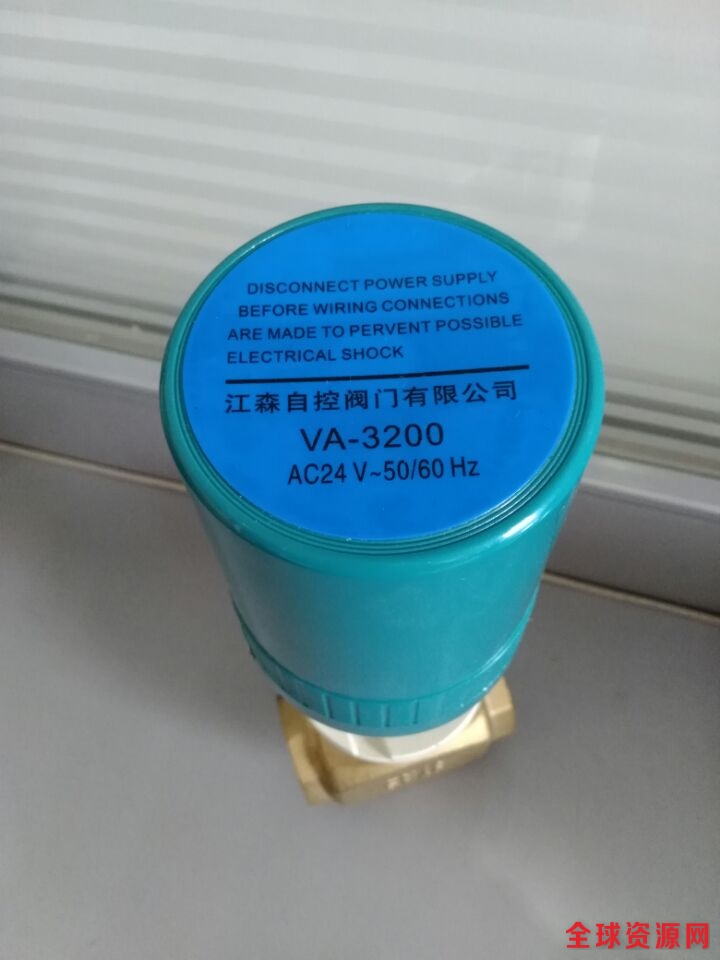 DISCONNECT POWER SUPPLY
BEFORE WIRING CONNECTIONS
ARE MADE TO PERVENT POSSIBLE
ELECTRICAL SHOCK
江森自控阀门有限公司
VA-3200
AC24 V~50/60 Hz
全球资源网